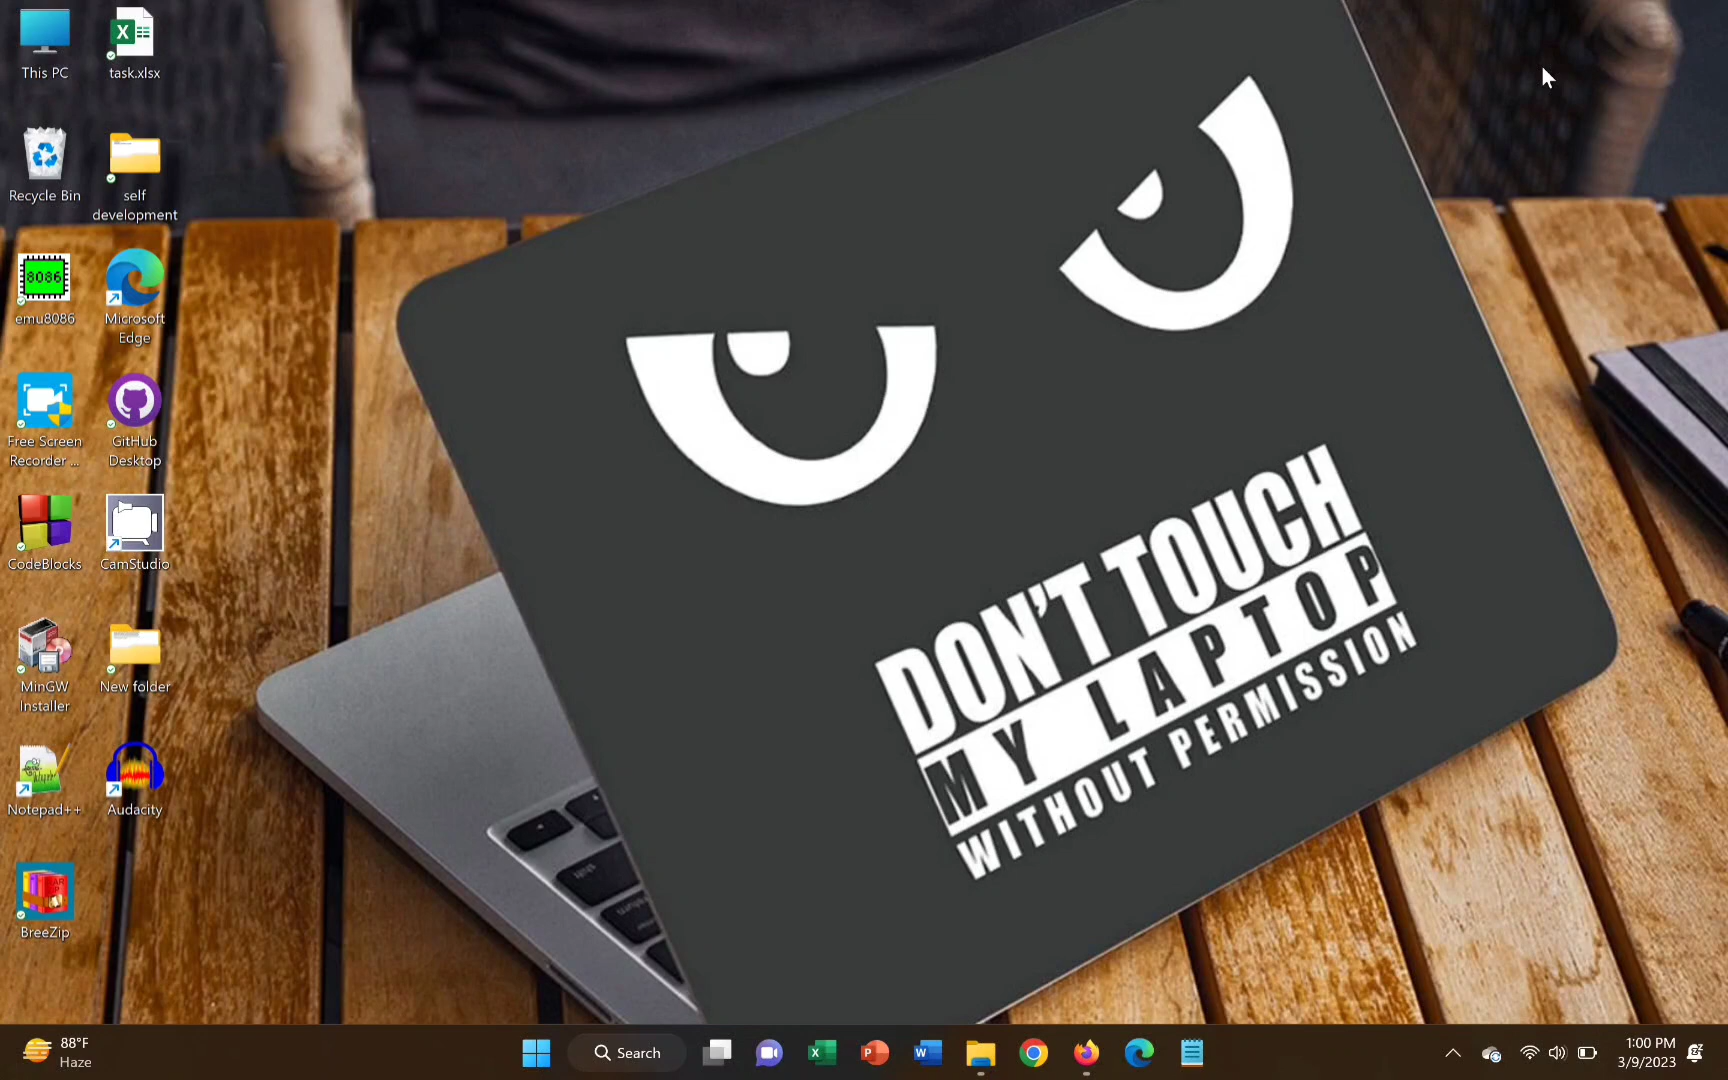 This PC
task.xlsx
Recycle Bin
self
development
8086
emu8086
Microsoft
Edge
Free Screen
Recorder ...
GitHub
Desktop
CodeBlocks
CamStudio
MinGW
Installer
New folder
Notepad++
Audacity
BreeZip
DON'T TOUCH
MY LAPTOP
WITHOUT PERMISSION
88°F
Haze
Search
1:00 PM
3/9/2023